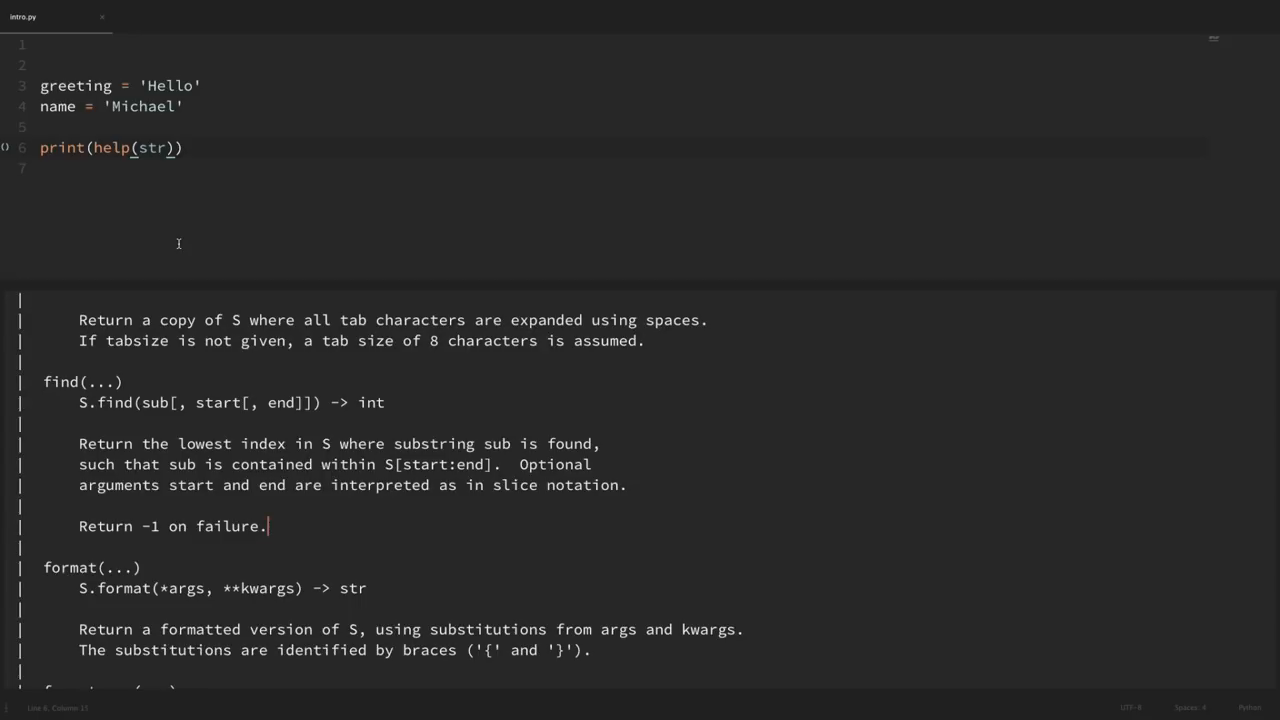 intro.py ×
1
2
3 greeting = 'Hello'
4 name = 'Michael'
5
() 6 print(help(str))
7
|
| Return a copy of S where all tab characters are expanded using spaces.
| If tabsize is not given, a tab size of 8 characters is assumed.
|
| find(...)
| S.find(sub[, start[, end]]) -> int
|
| Return the lowest index in S where substring sub is found,
| such that sub is contained within S[start:end].  Optional
| arguments start and end are interpreted as in slice notation.
|
| Return -1 on failure.
|
| format(...)
| S.format(*args, **kwargs) -> str
|
| Return a formatted version of S, using substitutions from args and kwargs.
| The substitutions are identified by braces ('{' and '}').
|
Line 6, Column 15
UTF-8 Spaces: 4 Python